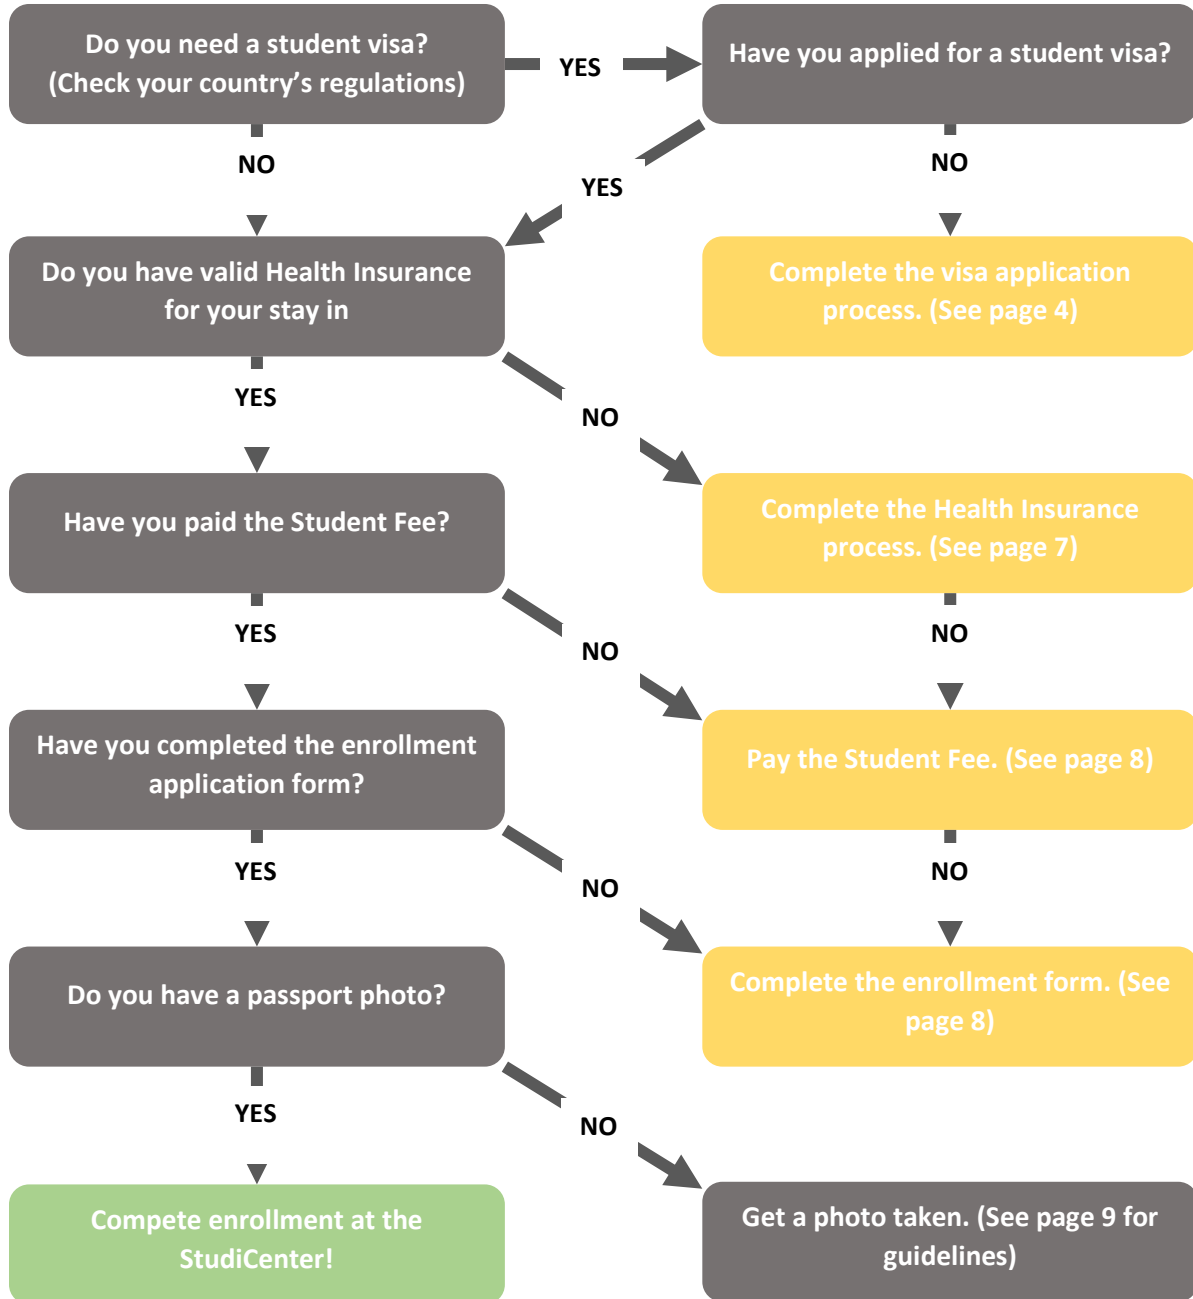 Do you need a student visa?
(Check your country’s regulations)
YES
Have you applied for a student visa?
NO
YES
NO
Do you have valid Health Insurance
for your stay in
Complete the visa application
process. (See page 4)
YES
NO
Have you paid the Student Fee?
Complete the Health Insurance
process. (See page 7)
YES
NO
NO
Have you completed the enrollment
application form?
Pay the Student Fee. (See page 8)
YES
NO
NO
Do you have a passport photo?
Complete the enrollment form. (See
page 8)
YES
NO
Compete enrollment at the
StudiCenter!
Get a photo taken. (See page 9 for
guidelines)